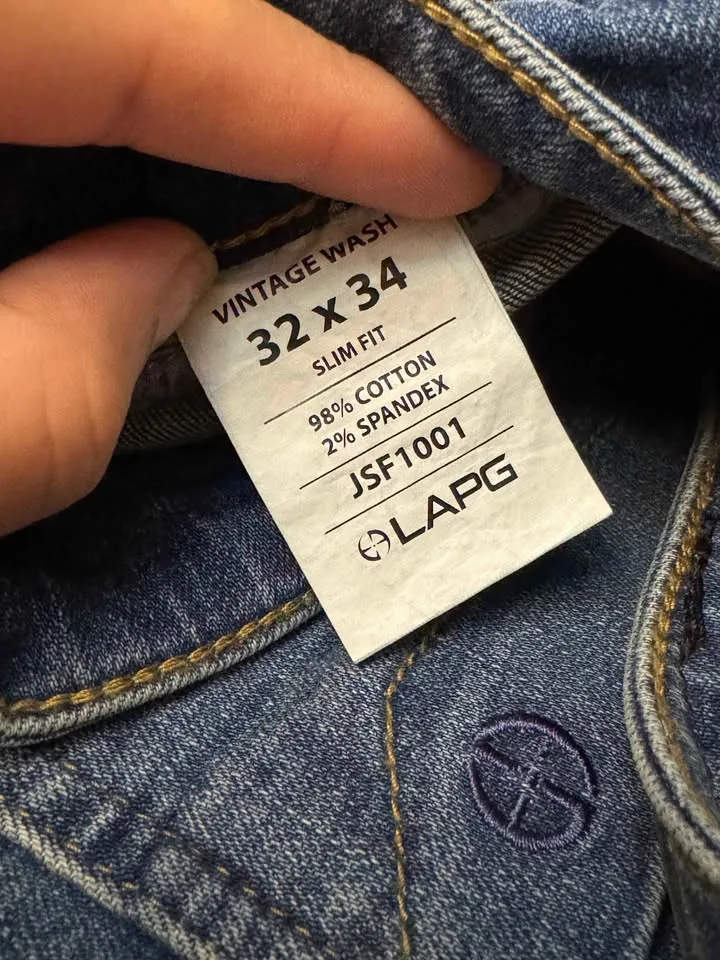 VINTAGE WASH
32 x 34
SLIM FIT
98% COTTON
2% SPANDEX
JSF1001
LAPG